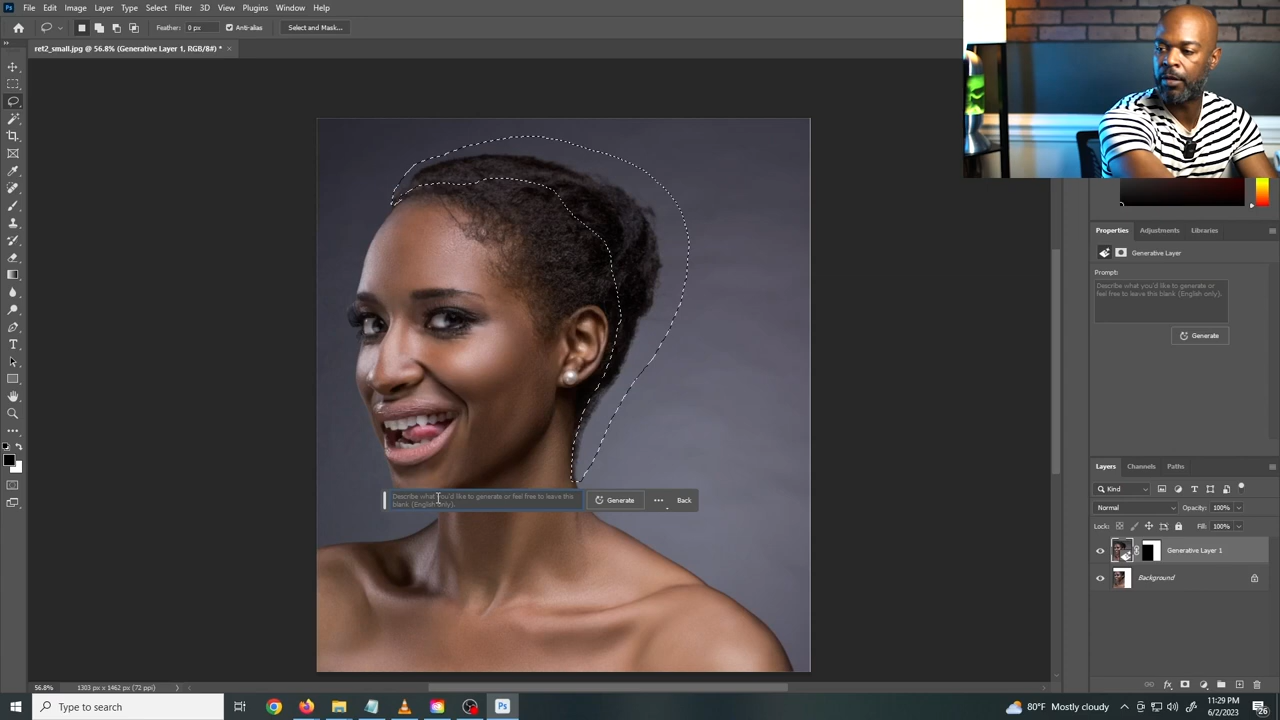 Ps File Edit Image Layer Type Select Filter 3D View Plugins Window Help
Feather: 0 px Anti-alias Select and Mask...
ret2_small.jpg @ 56.8% (Generative Layer 1, RGB/8#) * ×
Properties Adjustments Libraries
Generative Layer
Prompt:
Describe what you'd like to generate or
feel free to leave this blank (English only).
Generate
Describe what you'd like to generate or feel free to leave this
blank (English only).
Generate ... Back
Layers Channels Paths
Kind
Normal Opacity: 100%
Lock: Fill: 100%
Generative Layer 1
Background
56.8% 1303 px x 1462 px (72 ppi)
Type to search
Ps
80°F Mostly cloudy
11:29 PM
6/2/2023
26